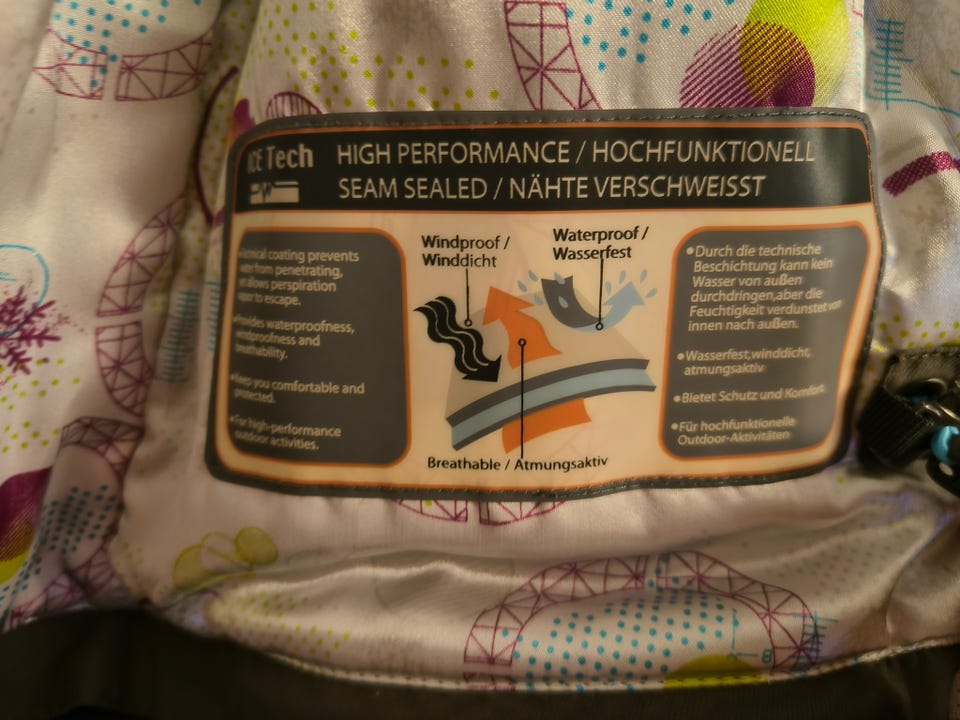 ICE Tech
HIGH PERFORMANCE / HOCHFUNKTIONELL
SEAM SEALED / NÄHTE VERSCHWEISST
coating prevents
from penetrating,
allows perspiration
to escape.
waterproofness,
windproofness and
breathability.
•Keep you comfortable and
protected.
•For high-performance
outdoor activities.
Windproof /
Winddicht
Waterproof /
Wasserfest
Breathable / Atmungsaktiv
•Durch die technische
Beschichtung kann kein
Wasser von außen
durchdringen,aber die
Feuchtigkeit verdunstet von
innen nach außen.
•Wasserfest,winddicht,
atmungsaktiv
•Bietet Schutz und Komfort
•Für hochfunktionelle
Outdoor-Aktivitäten